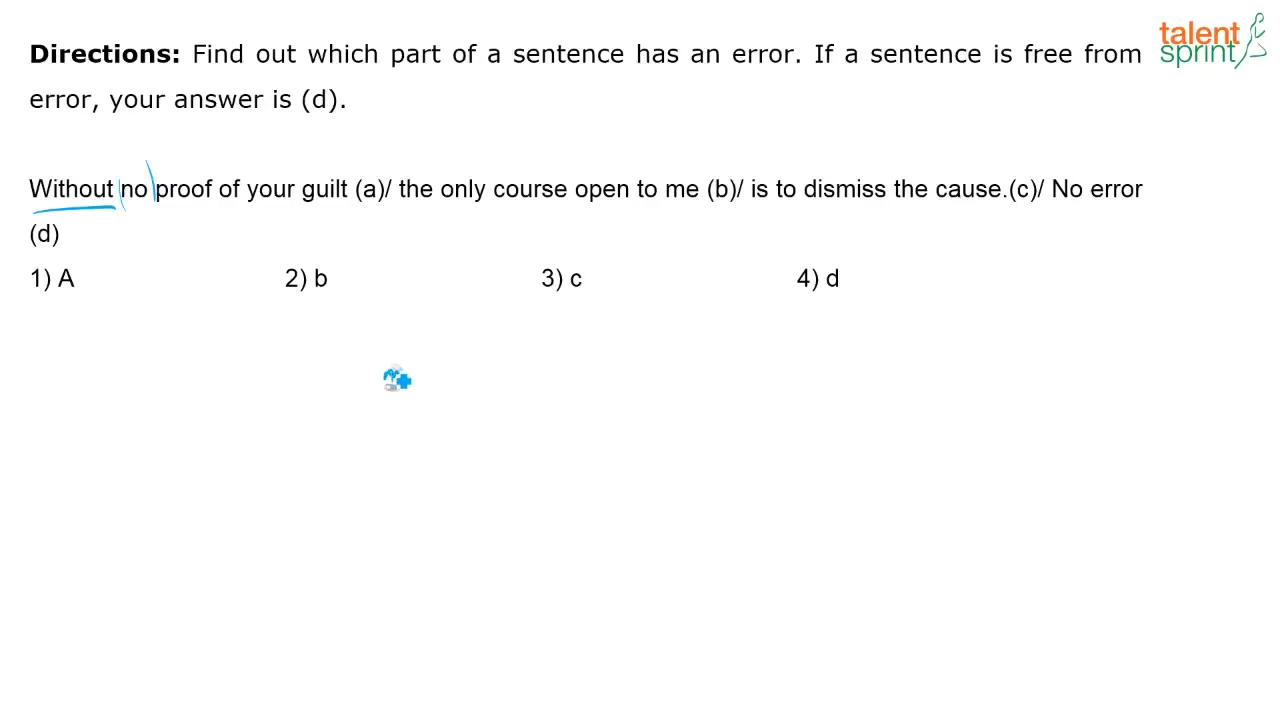 talent
sprint
Directions: Find out which part of a sentence has an error. If a sentence is free from
error, your answer is (d).
Without no proof of your guilt (a)/ the only course open to me (b)/ is to dismiss the cause.(c)/ No error
(d)
1) A 2) b 3) c 4) d